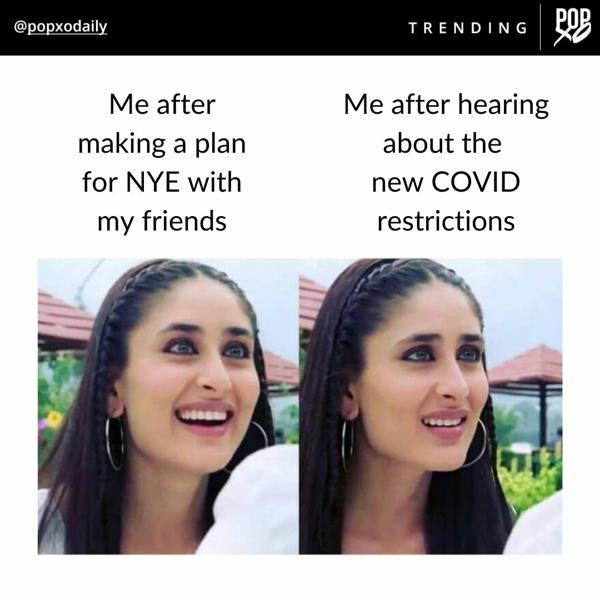 @popxodaily
TRENDING
POP
XO
Me after
making a plan
for NYE with
my friends
Me after hearing
about the
new COVID
restrictions